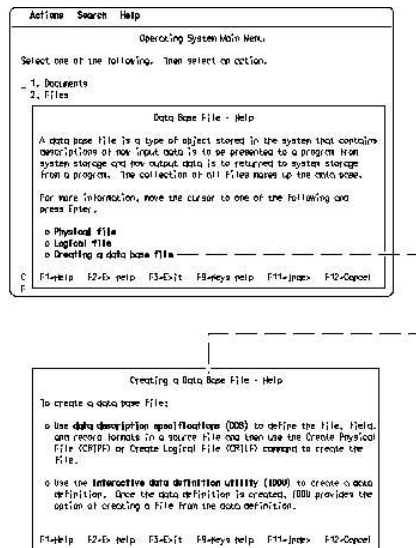 Actions Search Help
Operating System Main Menu
Select one of the following. Then select an action.
_ 1. Documents
2. Files
Data Base File - Help
A data base file is a type of object stored in the system that contains
descriptions of how input data is to be presented to a program from
system storage and how output data is to returned to system storage
from a program. The collection of all files makes up the data base.
For more information, move the cursor to one of the following and
press Enter.
o Physical file
o Logical file
o Creating a data base file
C F1=Help F2=Ex help F3=Exit F9=Keys help F11=Index F12=Cancel
F
Creating a Data Base File - Help
To create a data base file:
o Use data description specifications (DDS) to define the file, field,
and record formats in a source file and then use the Create Physical
File (CRTPF) or Create Logical File (CRTLF) command to create the
file.
o Use the interactive data definition utility (IDDU) to create a data
definition. Once the data definition is created, IDDU provides the
option of creating a file from the data definition.
F1=Help F2=Ex help F3=Exit F9=Keys help F11=Index F12=Cancel